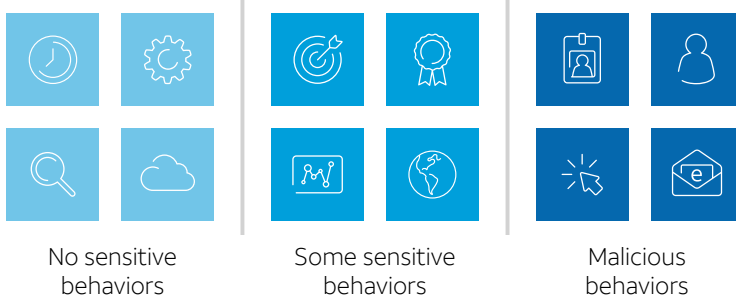 e
No sensitive
behaviors
Some sensitive
behaviors
Malicious
behaviors